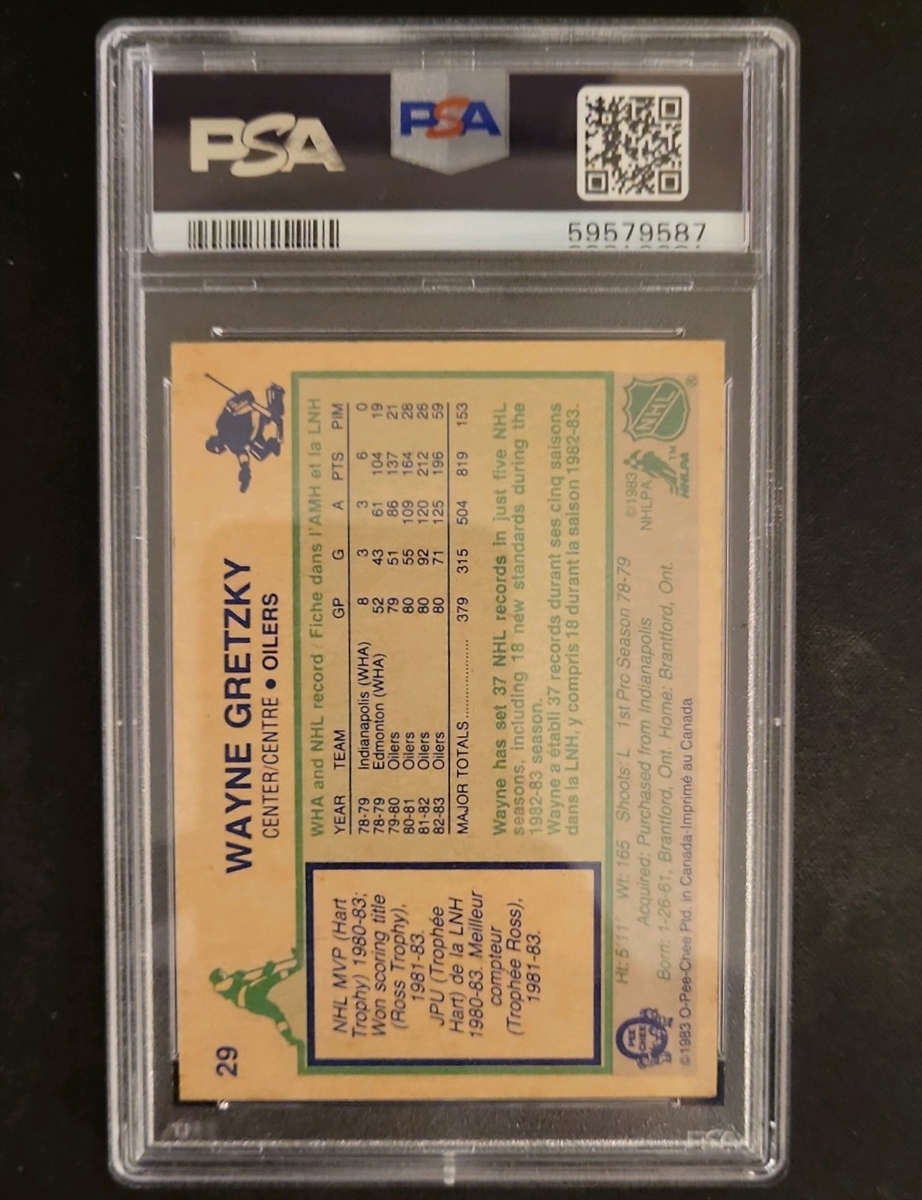 PSA
PSA
59579587
29
WAYNE GRETZKY
CENTER/CENTRE • OILERS
NHL MVP (Hart
Trophy) 1980-83;
Won scoring title
(Ross Trophy),
1981-83.
JPU (Trophée
Hart) de la LNH
1980-83. Meilleur
compteur
(Trophée Ross),
1981-83.
WHA and NHL record / Fiche dans l'AMH et la LNH
YEAR TEAM GP G A PTS PIM
78-79 Indianapolis (WHA) 8 3 3 6 0
78-79 Edmonton (WHA) 52 43 61 104 19
79-80 Oilers 79 51 86 137 21
80-81 Oilers 80 55 109 164 28
81-82 Oilers 80 92 120 212 26
82-83 Oilers 80 71 125 196 59
MAJOR TOTALS.................... 379 315 504 819 153
Wayne has set 37 NHL records in just five NHL
seasons, including 18 new standards during the
1982-83 season.
Wayne a établi 37 records durant ses cinq saisons
dans la LNH, y compris 18 durant la saison 1982-83.
Ht: 5'11" Wt: 165 Shoots: L 1st Pro Season 78-79
Acquired: Purchased from Indianapolis
Born: 1-26-61, Brantford, Ont. Home: Brantford, Ont.
©1983 O-Pee-Chee Ptd. in Canada-Imprimé au Canada
PEE
CHEE
©1983
NHLPA
NHLPA
TM
NHL
®
PSA